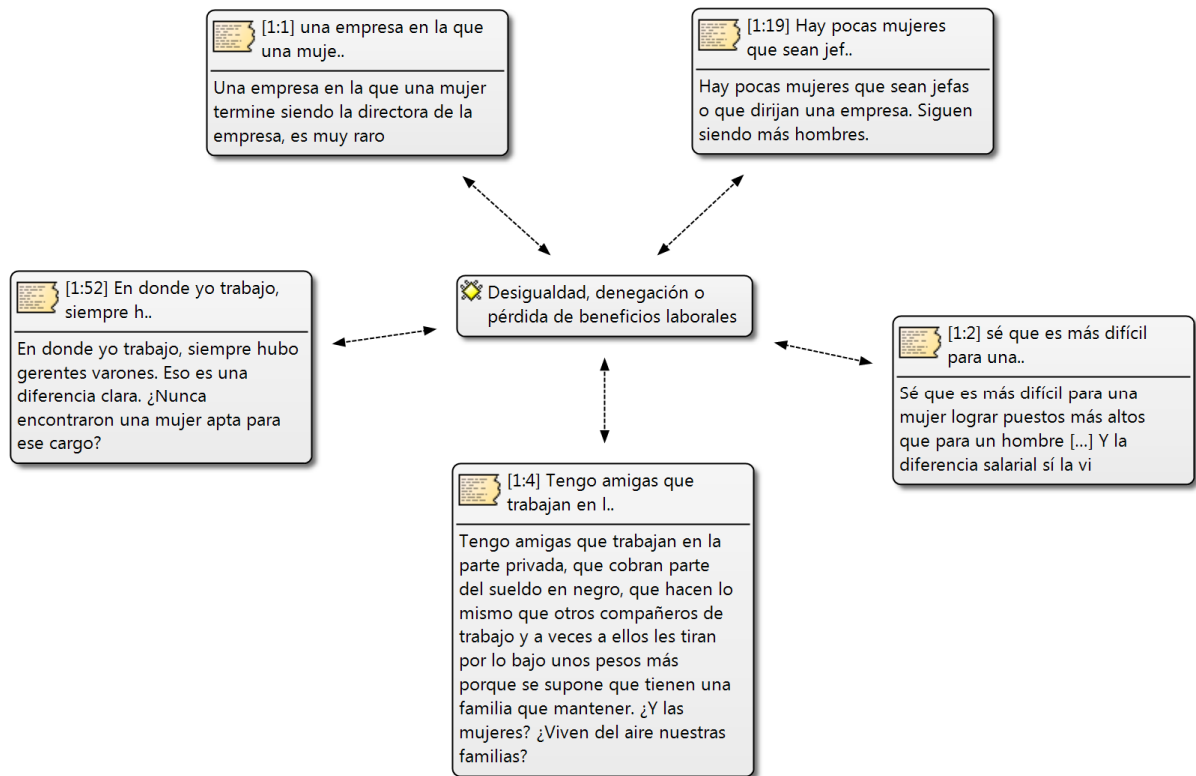 [1:1] una empresa en la que
una muje..
Una empresa en la que una mujer
termine siendo la directora de la
empresa, es muy raro
[1:19] Hay pocas mujeres
que sean jef..
Hay pocas mujeres que sean jefas
o que dirijan una empresa. Siguen
siendo más hombres.
[1:52] En donde yo trabajo,
siempre h..
En donde yo trabajo, siempre hubo
gerentes varones. Eso es una
diferencia clara. ¿Nunca
encontraron una mujer apta para
ese cargo?
Desigualdad, denegación o
pérdida de beneficios laborales
[1:2] sé que es más difícil
para una..
Sé que es más difícil para una
mujer lograr puestos más altos
que para un hombre [...] Y la
diferencia salarial sí la vi
[1:4] Tengo amigas que
trabajan en l..
Tengo amigas que trabajan en la
parte privada, que cobran parte
del sueldo en negro, que hacen lo
mismo que otros compañeros de
trabajo y a veces a ellos les tiran
por lo bajo unos pesos más
porque se supone que tienen una
familia que mantener. ¿Y las
mujeres? ¿Viven del aire nuestras
familias?